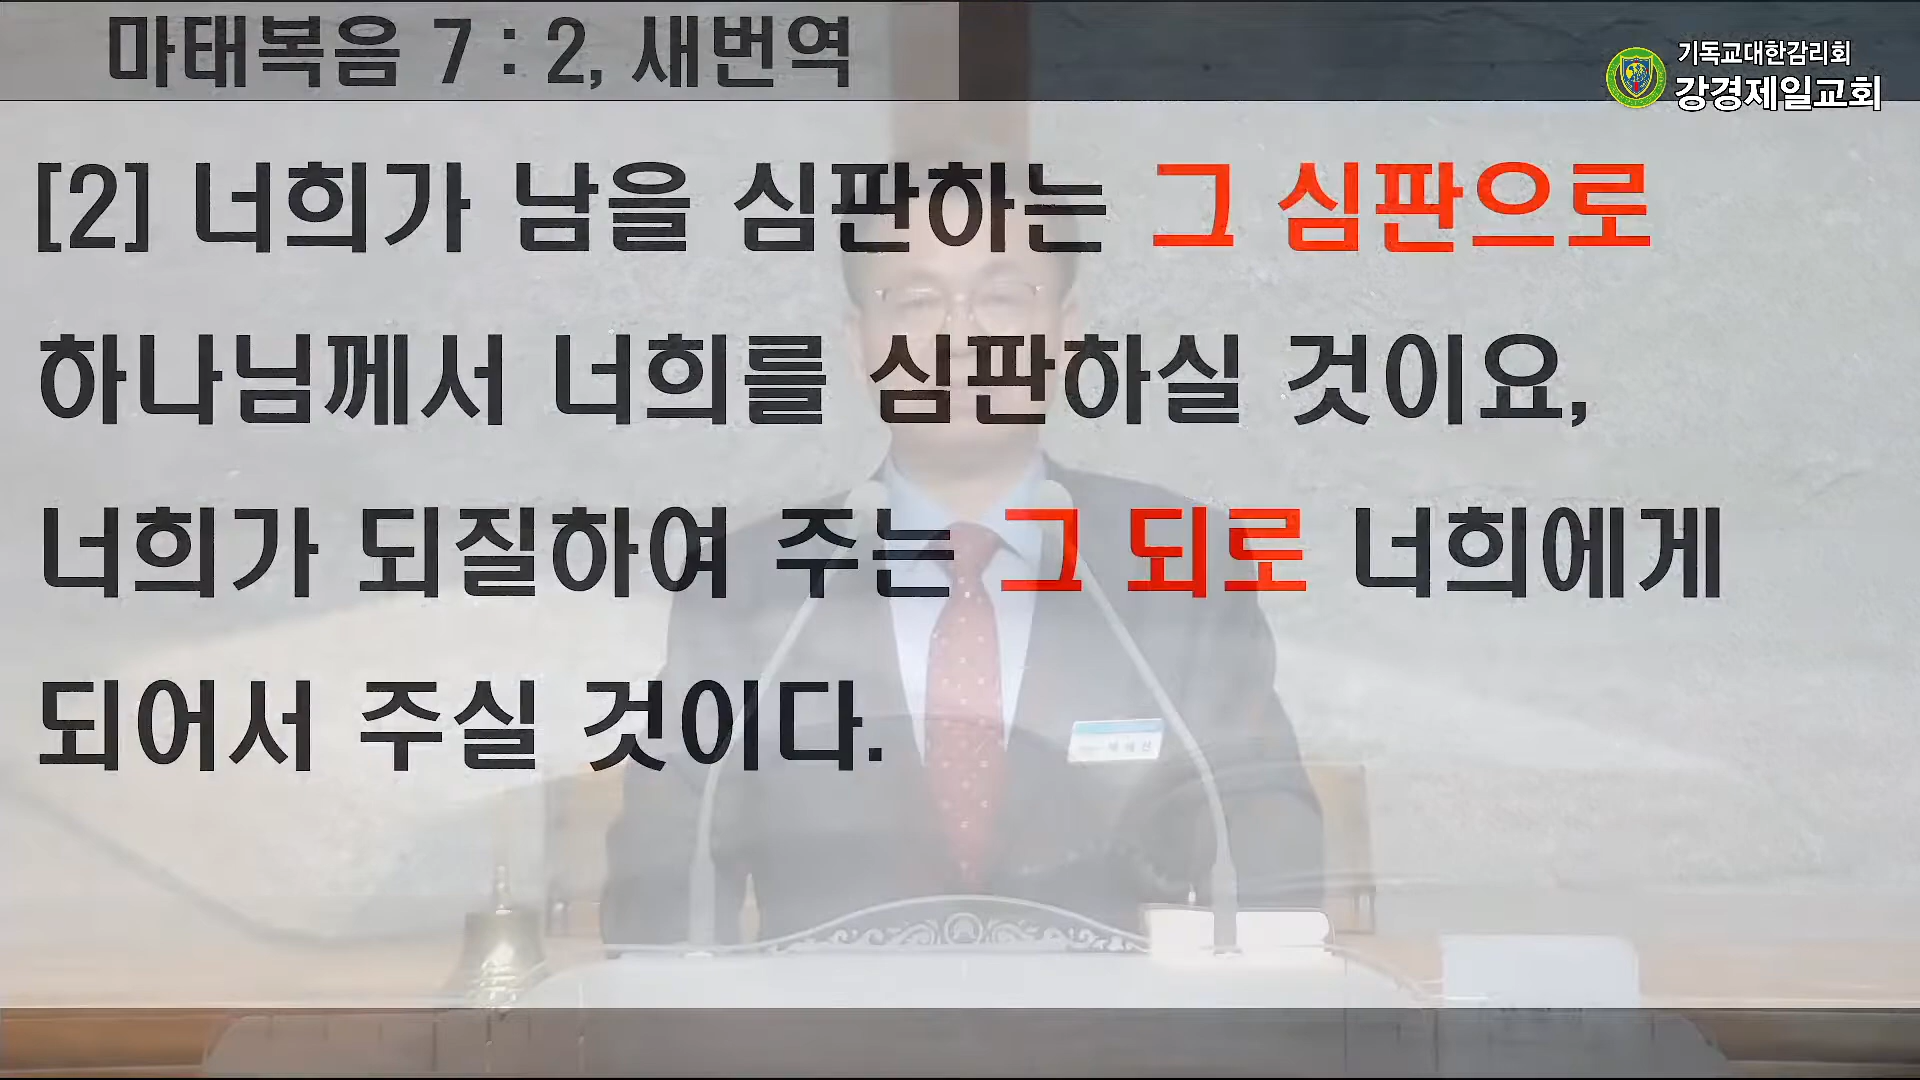 마태복음 7 : 2, 새번역
기독교대한감리회
강경제일교회
[2] 너희가 남을 심판하는 그 심판으로
하나님께서 너희를 심판하실 것이요,
너희가 되질하여 주는 그 되로 너희에게
되어서 주실 것이다.